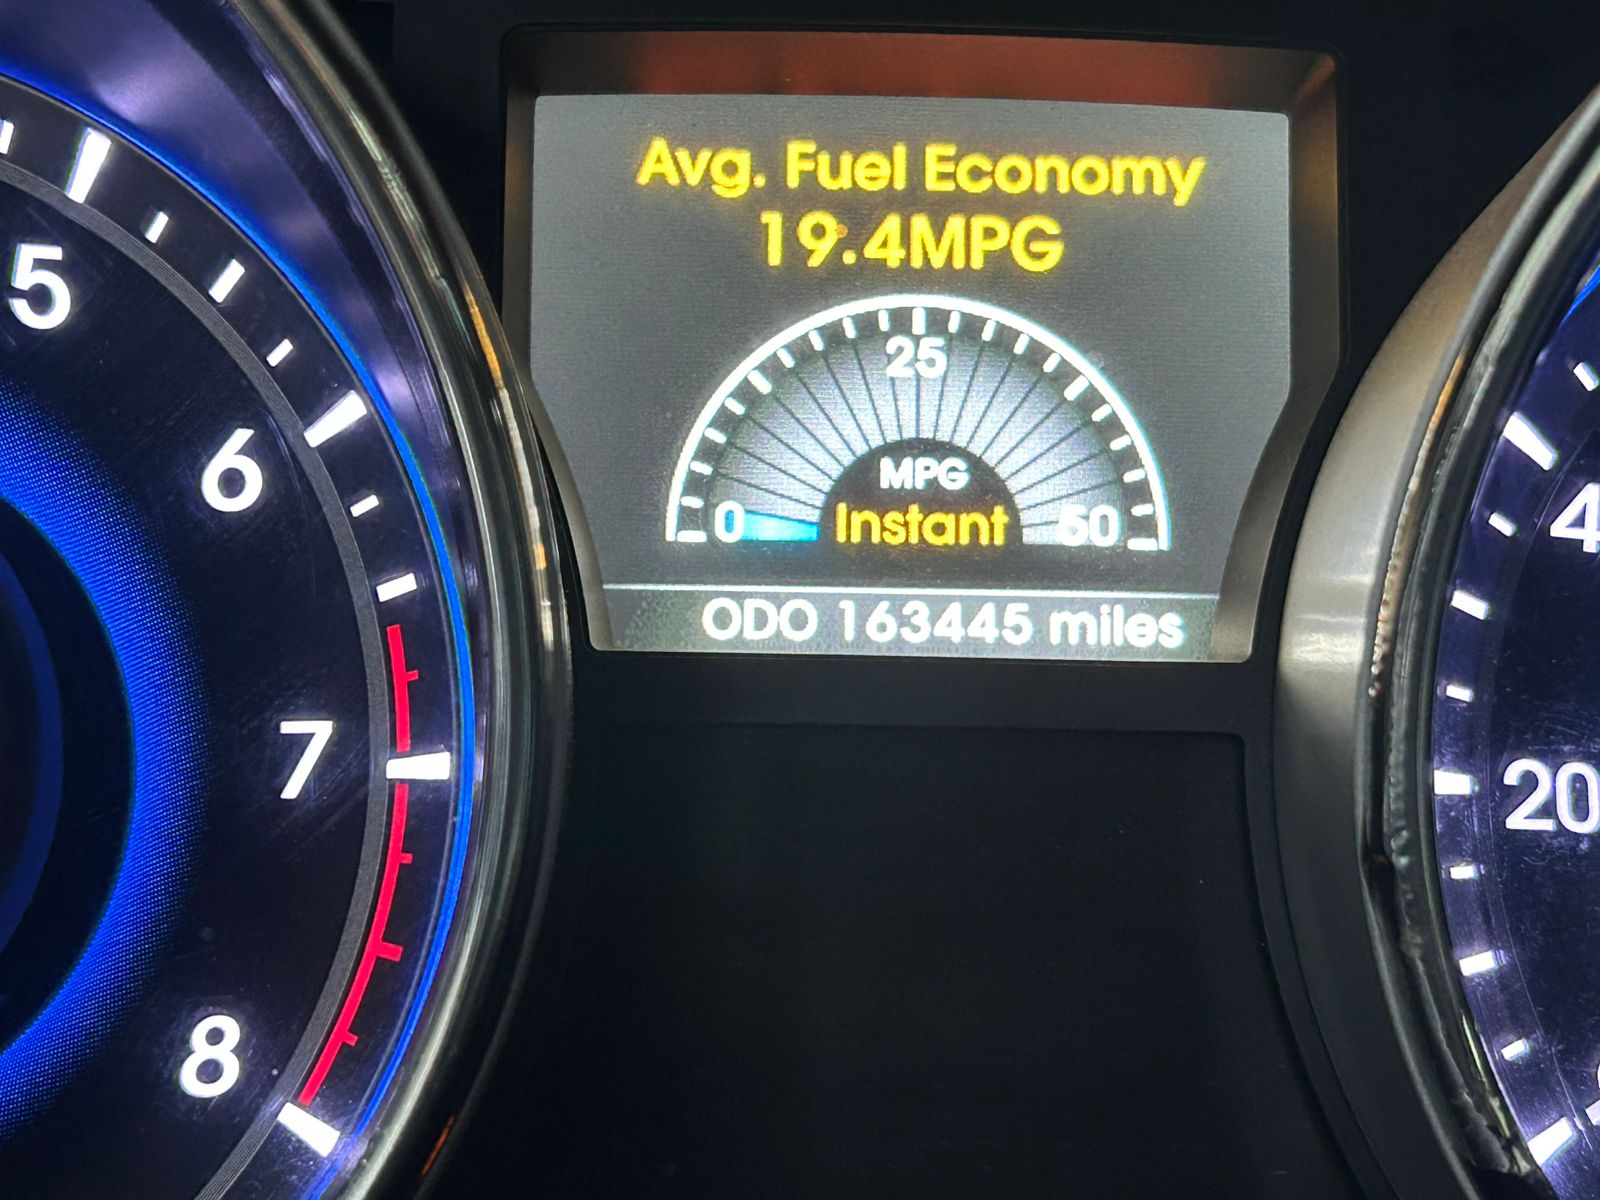 Avg. Fuel Economy
19.4MPG
25
MPG
0 Instant 50
ODO 163445 miles
5
6
7
8
20